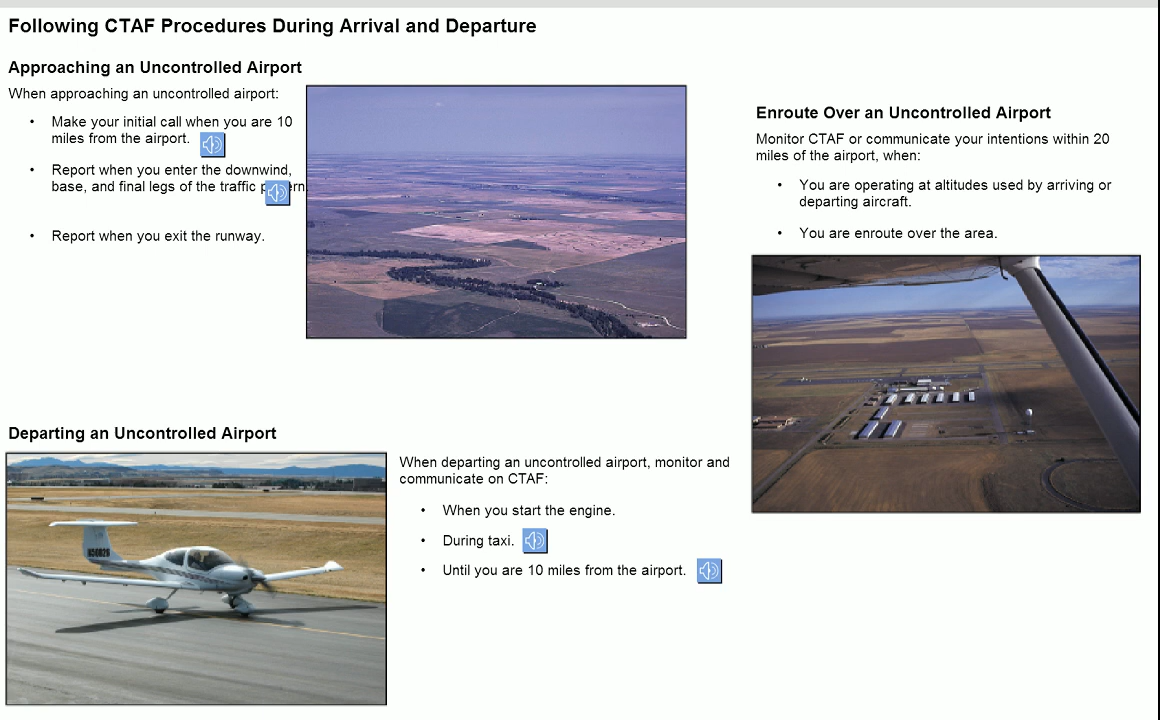 Following CTAF Procedures During Arrival and Departure
Approaching an Uncontrolled Airport
When approaching an uncontrolled airport:
• Make your initial call when you are 10
miles from the airport.
• Report when you enter the downwind,
base, and final legs of the traffic
• Report when you exit the runway.
Enroute Over an Uncontrolled Airport
Monitor CTAF or communicate your intentions within 20
miles of the airport, when:
• You are operating at altitudes used by arriving or
departing aircraft.
• You are enroute over the area.
Departing an Uncontrolled Airport
When departing an uncontrolled airport, monitor and
communicate on CTAF:
• When you start the engine.
• During taxi.
• Until you are 10 miles from the airport.